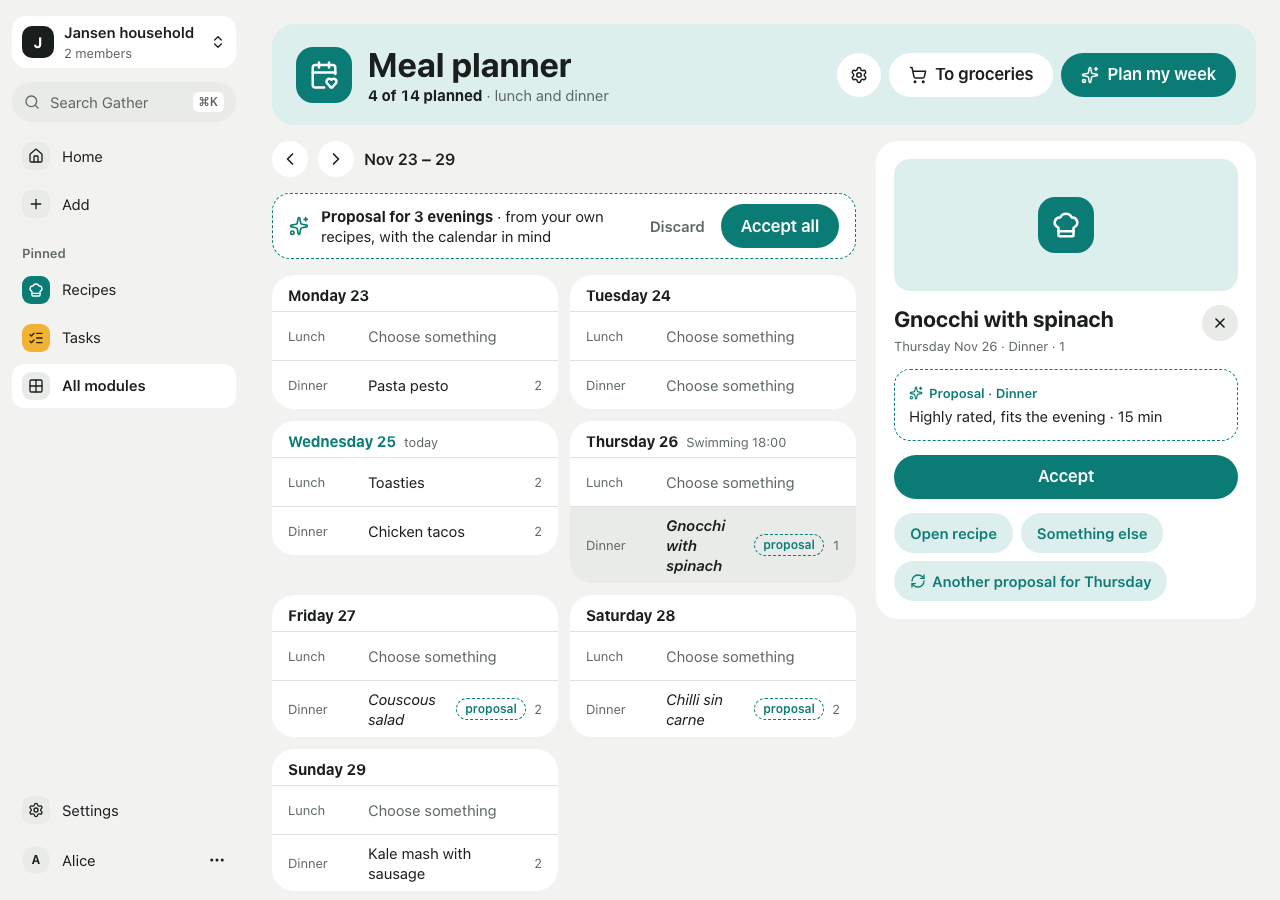 J
Jansen household
2 members
Search Gather
⌘K
Home
Add
Pinned
Recipes
Tasks
All modules
Settings
A
Alice
Meal planner
4 of 14 planned · lunch and dinner
To groceries
Plan my week
Nov 23 – 29
Proposal for 3 evenings · from your own
recipes, with the calendar in mind
Discard
Accept all
Monday 23
Lunch
Choose something
Dinner
Pasta pesto
2
Tuesday 24
Lunch
Choose something
Dinner
Choose something
Wednesday 25 today
Lunch
Toasties
2
Dinner
Chicken tacos
2
Thursday 26 Swimming 18:00
Lunch
Choose something
Dinner
Gnocchi
with
spinach
proposal
1
Friday 27
Lunch
Choose something
Dinner
Couscous
salad
proposal
2
Saturday 28
Lunch
Choose something
Dinner
Chilli sin
carne
proposal
2
Sunday 29
Lunch
Choose something
Dinner
Kale mash with
sausage
2
Gnocchi with spinach
Thursday Nov 26 · Dinner · 1
Proposal · Dinner
Highly rated, fits the evening · 15 min
Accept
Open recipe
Something else
Another proposal for Thursday